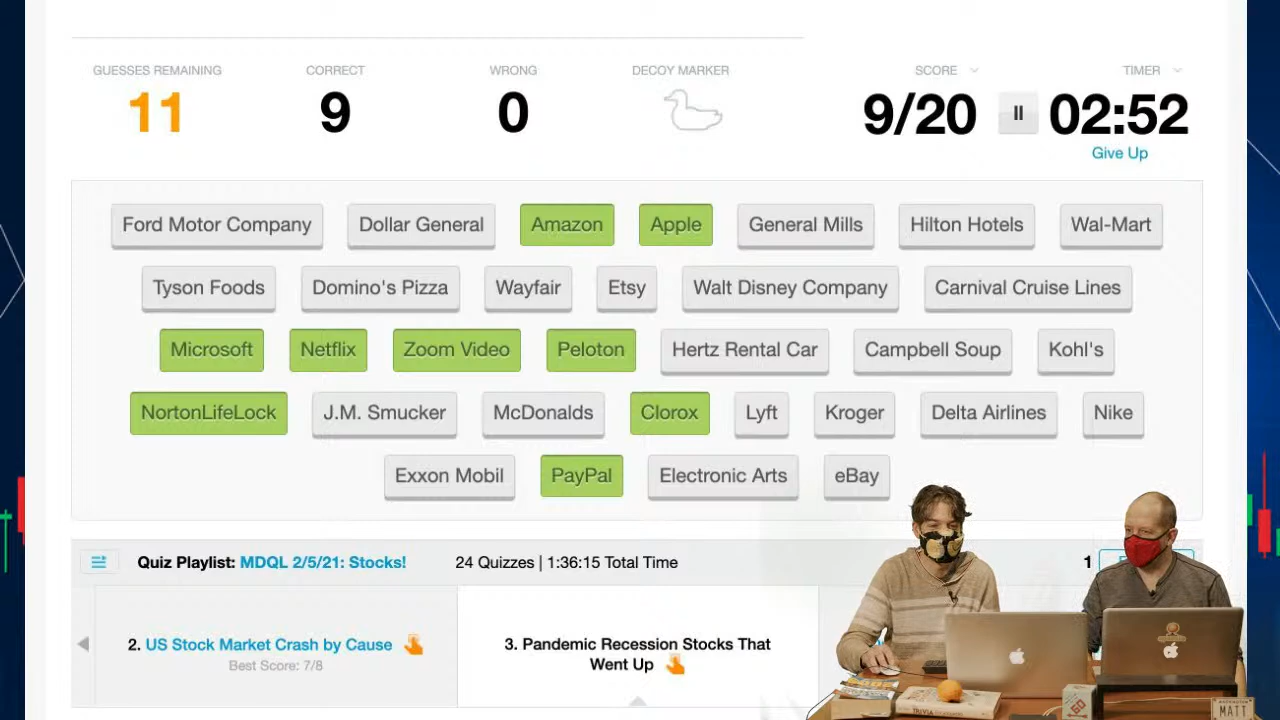 GUESSES REMAINING CORRECT WRONG DECOY MARKER SCORE TIMER
11 9 0 9/20 02:52
Give Up
Ford Motor Company Dollar General Amazon Apple General Mills Hilton Hotels Wal-Mart
Tyson Foods Domino's Pizza Wayfair Etsy Walt Disney Company Carnival Cruise Lines
Microsoft Netflix Zoom Video Peloton Hertz Rental Car Campbell Soup Kohl's
NortonLifeLock J.M. Smucker McDonalds Clorox Lyft Kroger Delta Airlines Nike
Exxon Mobil PayPal Electronic Arts eBay
Quiz Playlist: MDQL 2/5/21: Stocks! 24 Quizzes | 1:36:15 Total Time 1
2. US Stock Market Crash by Cause
Best Score: 7/8
3. Pandemic Recession Stocks That
Went Up
TRIVIA
GO
MATT